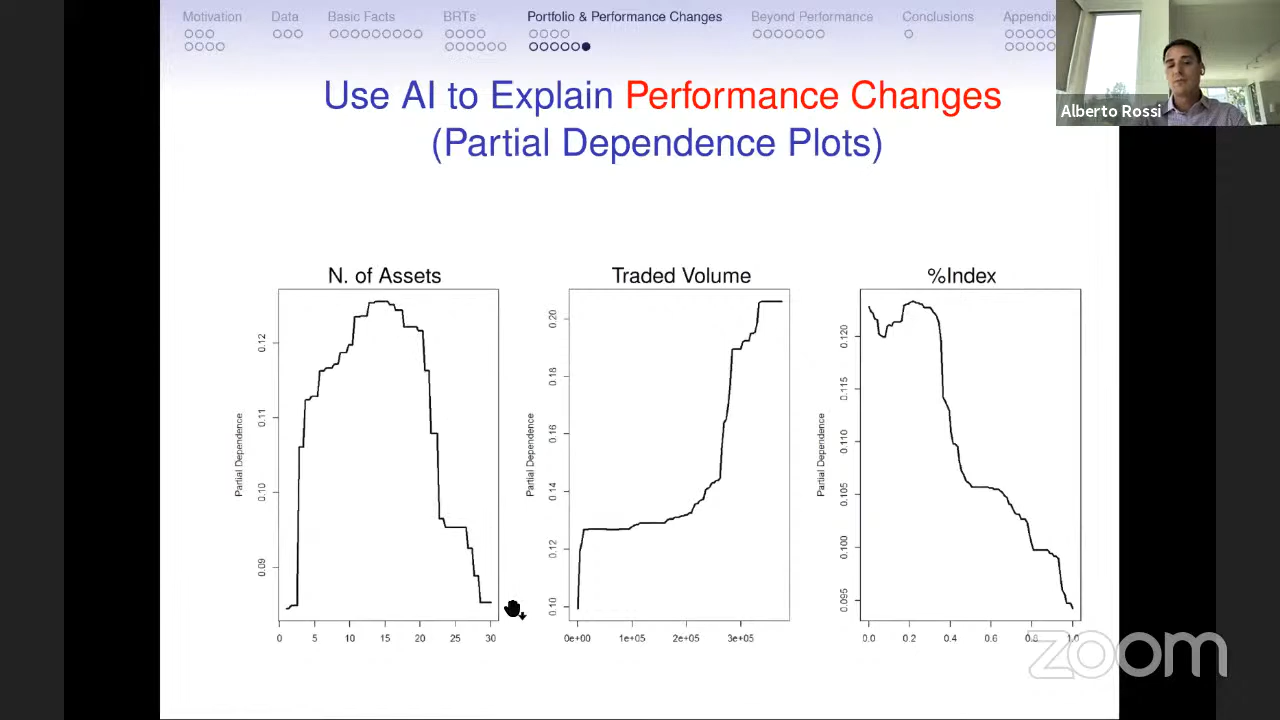 Motivation Data Basic Facts BRTs Portfolio & Performance Changes Beyond Performance Conclusions Appendix
Alberto Rossi
Use AI to Explain Performance Changes
(Partial Dependence Plots)
N. of Assets
Partial Dependence
0.12
0.11
0.10
0.09
0 5 10 15 20 25 30
Traded Volume
Partial Dependence
0.20
0.18
0.16
0.14
0.12
0.10
0e+00 1e+05 2e+05 3e+05
%Index
Partial Dependence
0.120
0.115
0.110
0.105
0.100
0.095
0.0 0.2 0.4 0.6 0.8 1.0
zoom